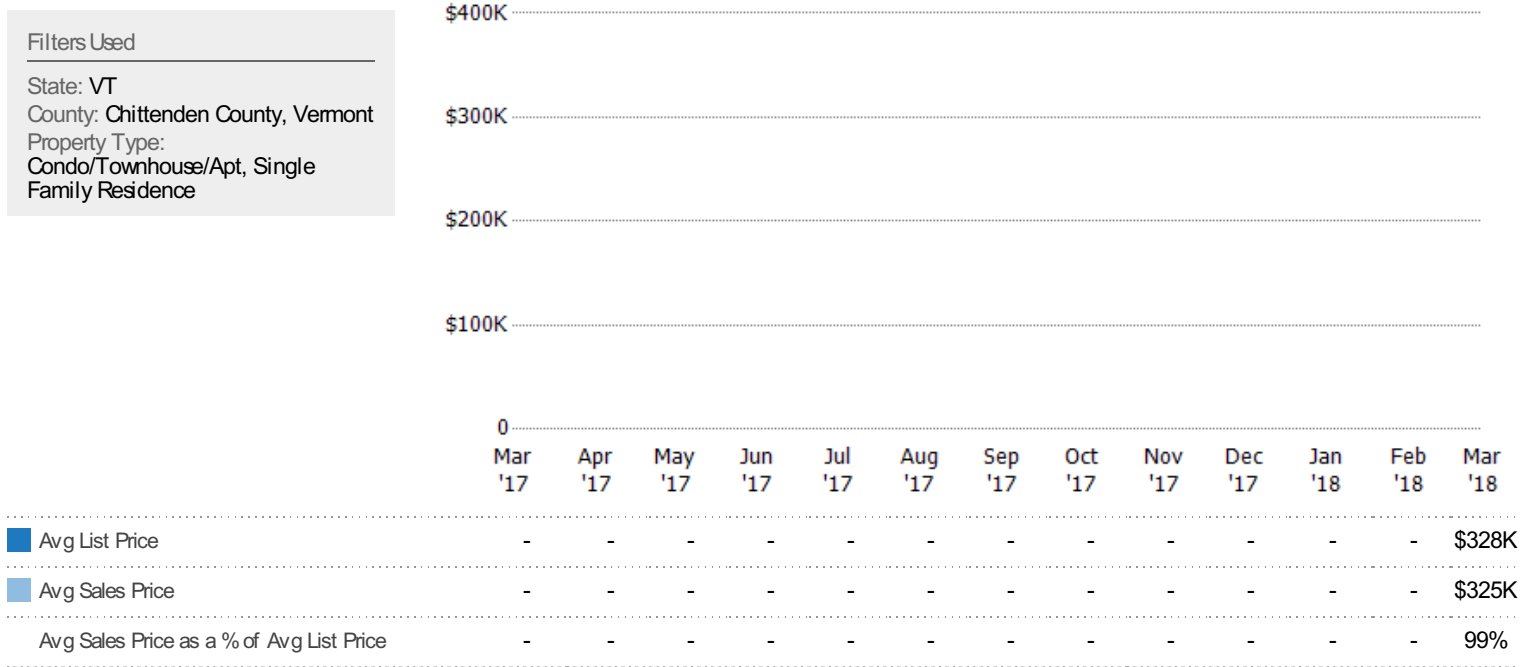 Filters Used
State: VT
County: Chittenden County, Vermont
Property Type:
Condo/Townhouse/Apt, Single
Family Residence
$400K
$300K
$200K
$100K
0
Mar Apr May Jun Jul Aug Sep Oct Nov Dec Jan Feb Mar
'17 '17 '17 '17 '17 '17 '17 '17 '17 '17 '18 '18 '18
Avg List Price - - - - - - - - - - - - $328K
Avg Sales Price - - - - - - - - - - - - $325K
Avg Sales Price as a % of Avg List Price - - - - - - - - - - - - 99%